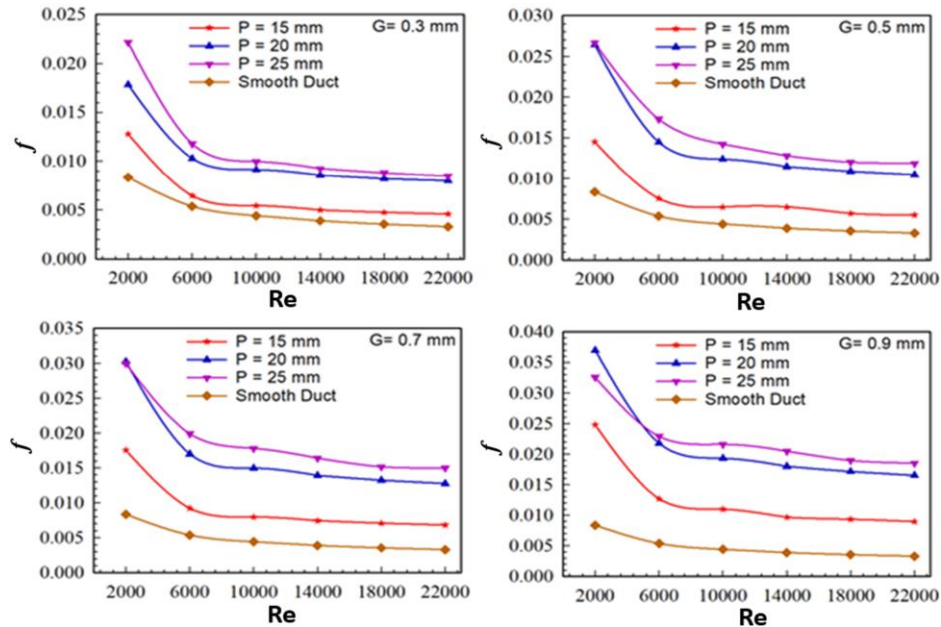 0.025
0.020
0.015
0.010
0.005
0.000
f
P = 15 mm
P = 20 mm
P = 25 mm
Smooth Duct
G= 0.3 mm
2000 6000 10000 14000 18000 22000
Re
0.030
0.025
0.020
0.015
0.010
0.005
0.000
f
P = 15 mm
P = 20 mm
P = 25 mm
Smooth Duct
G= 0.5 mm
2000 6000 10000 14000 18000 22000
Re
0.035
0.030
0.025
0.020
0.015
0.010
0.005
0.000
f
P = 15 mm
P = 20 mm
P = 25 mm
Smooth Duct
G= 0.7 mm
2000 6000 10000 14000 18000 22000
Re
0.040
0.035
0.030
0.025
0.020
0.015
0.010
0.005
0.000
f
P = 15 mm
P = 20 mm
P = 25 mm
Smooth Duct
G= 0.9 mm
2000 6000 10000 14000 18000 22000
Re